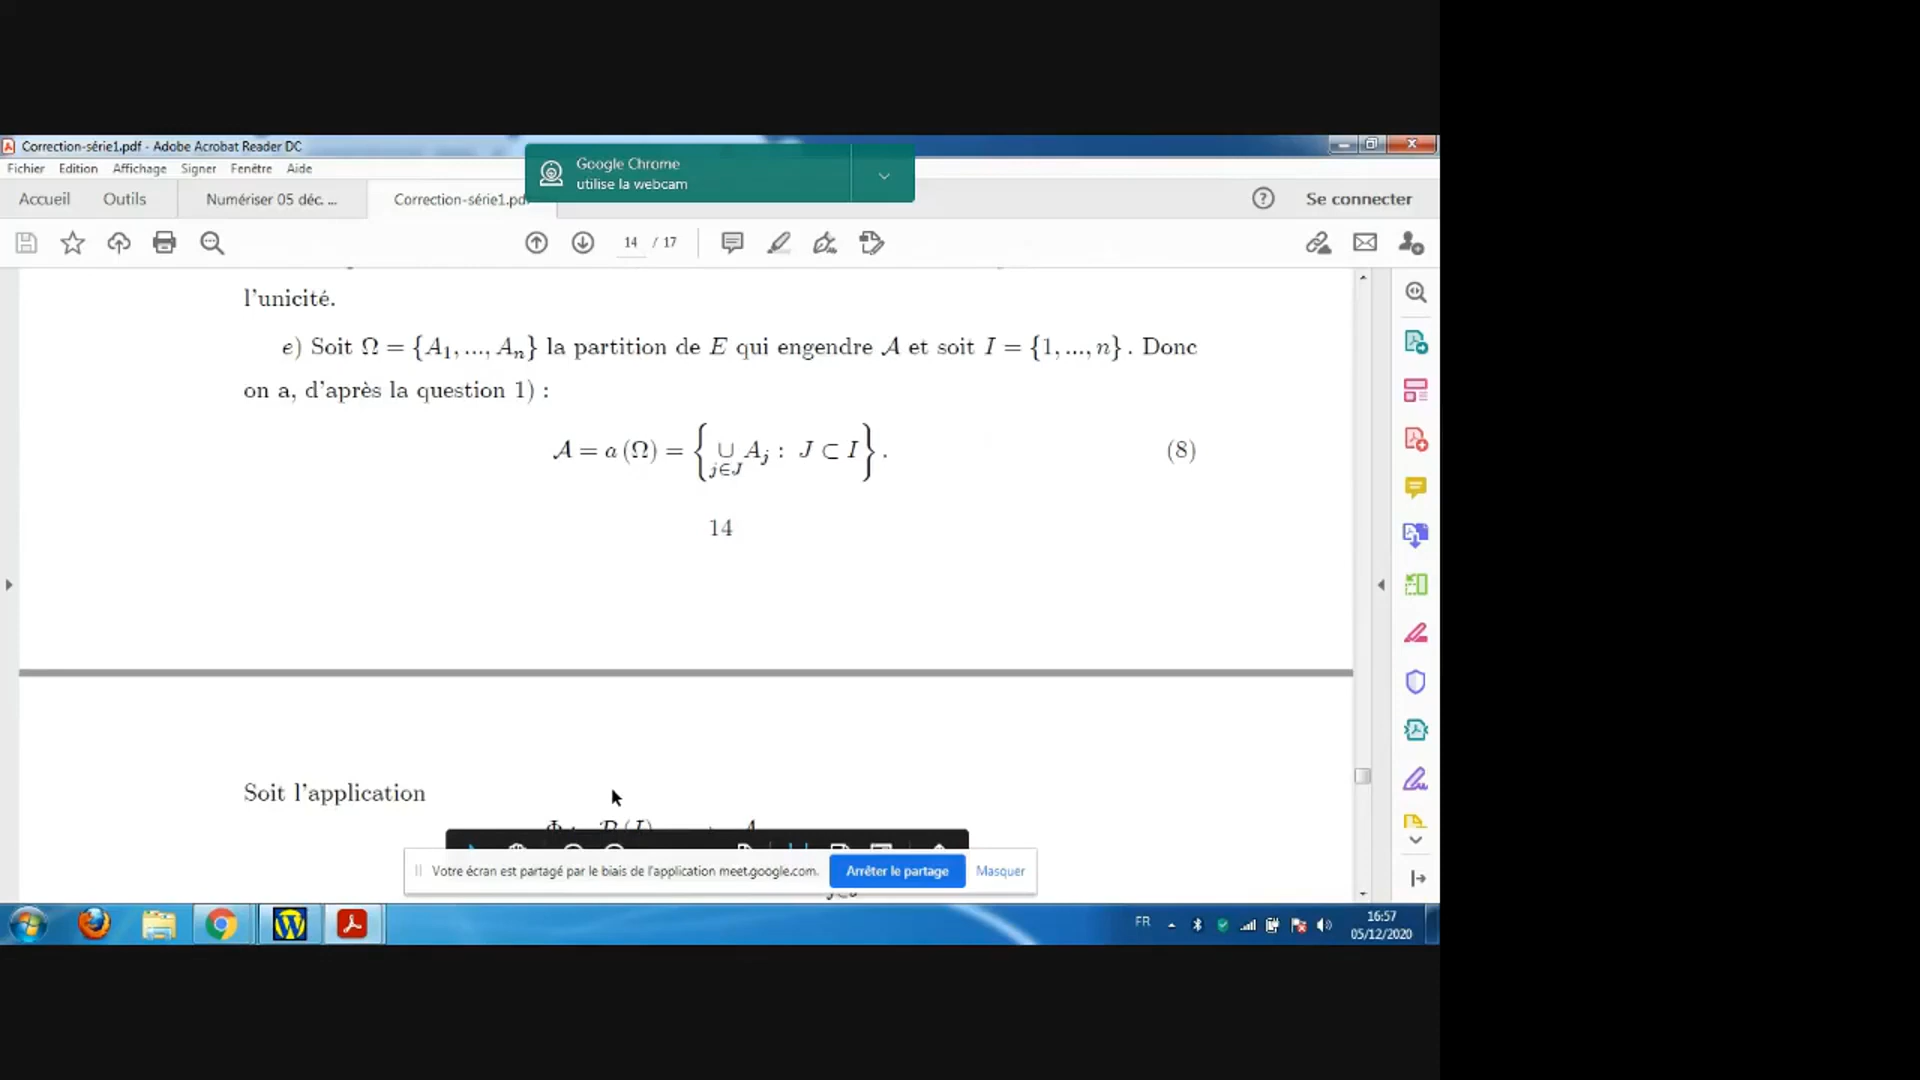 Correction-série1.pdf - Adobe Acrobat Reader DC
Fichier Edition Affichage Signer Fenêtre Aide
Google Chrome
utilise la webcam
Accueil Outils Numériser 05 déc. ... Correction-série1.pdf Se connecter
14 / 17
l'unicité.
e) Soit Ω = {A₁, ..., Aₙ} la partition de E qui engendre 𝒜 et soit I = {1, ..., n} . Donc
on a, d'après la question 1) :
𝒜 = a (Ω) = { ∪_{j∈J} A_j : J ⊂ I } . (8)
14
Soit l'application
Votre écran est partagé par le biais de l'application meet.google.com. Arrêter le partage Masquer
FR 16:57
05/12/2020